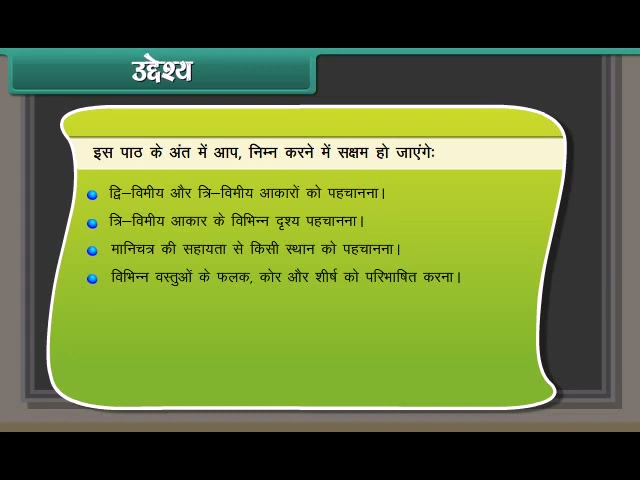 उद्देश्य
इस पाठ के अंत में आप, निम्न करने में सक्षम हो जाएंगेः
द्वि–विमीय और त्रि–विमीय आकारों को पहचानना।
त्रि–विमीय आकार के विभिन्न दृश्य पहचानना।
मानिचत्र की सहायता से किसी स्थान को पहचानना।
विभिन्न वस्तुओं के फलक, कोर और शीर्ष को परिभाषित करना।